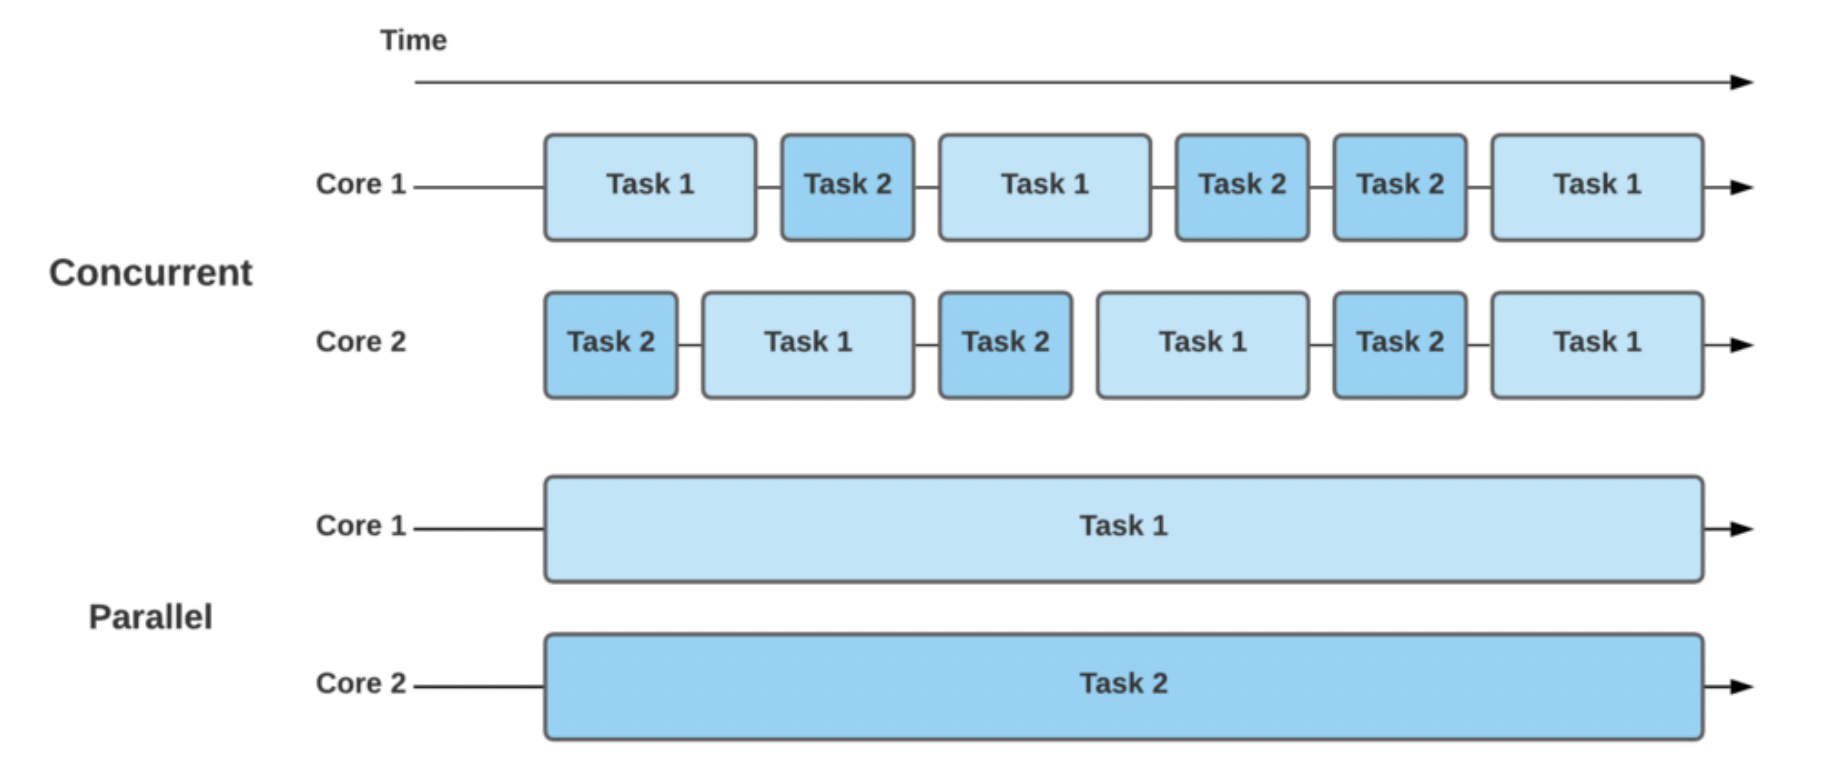 Time
Core 1 Task 1 Task 2 Task 1 Task 2 Task 2 Task 1
Concurrent
Core 2 Task 2 Task 1 Task 2 Task 1 Task 2 Task 1
Core 1 Task 1
Parallel
Core 2 Task 2